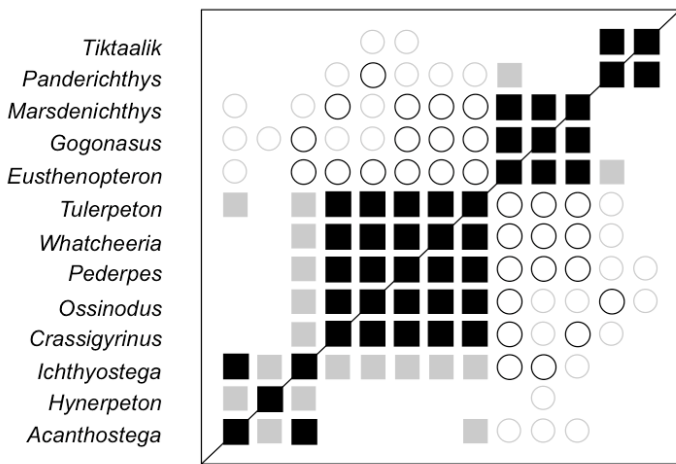 Tiktaalik
Panderichthys
Marsdenichthys
Gogonasus
Eusthenopteron
Tulerpeton
Whatcheeria
Pederpes
Ossinodus
Crassigyrinus
Ichthyostega
Hynerpeton
Acanthostega